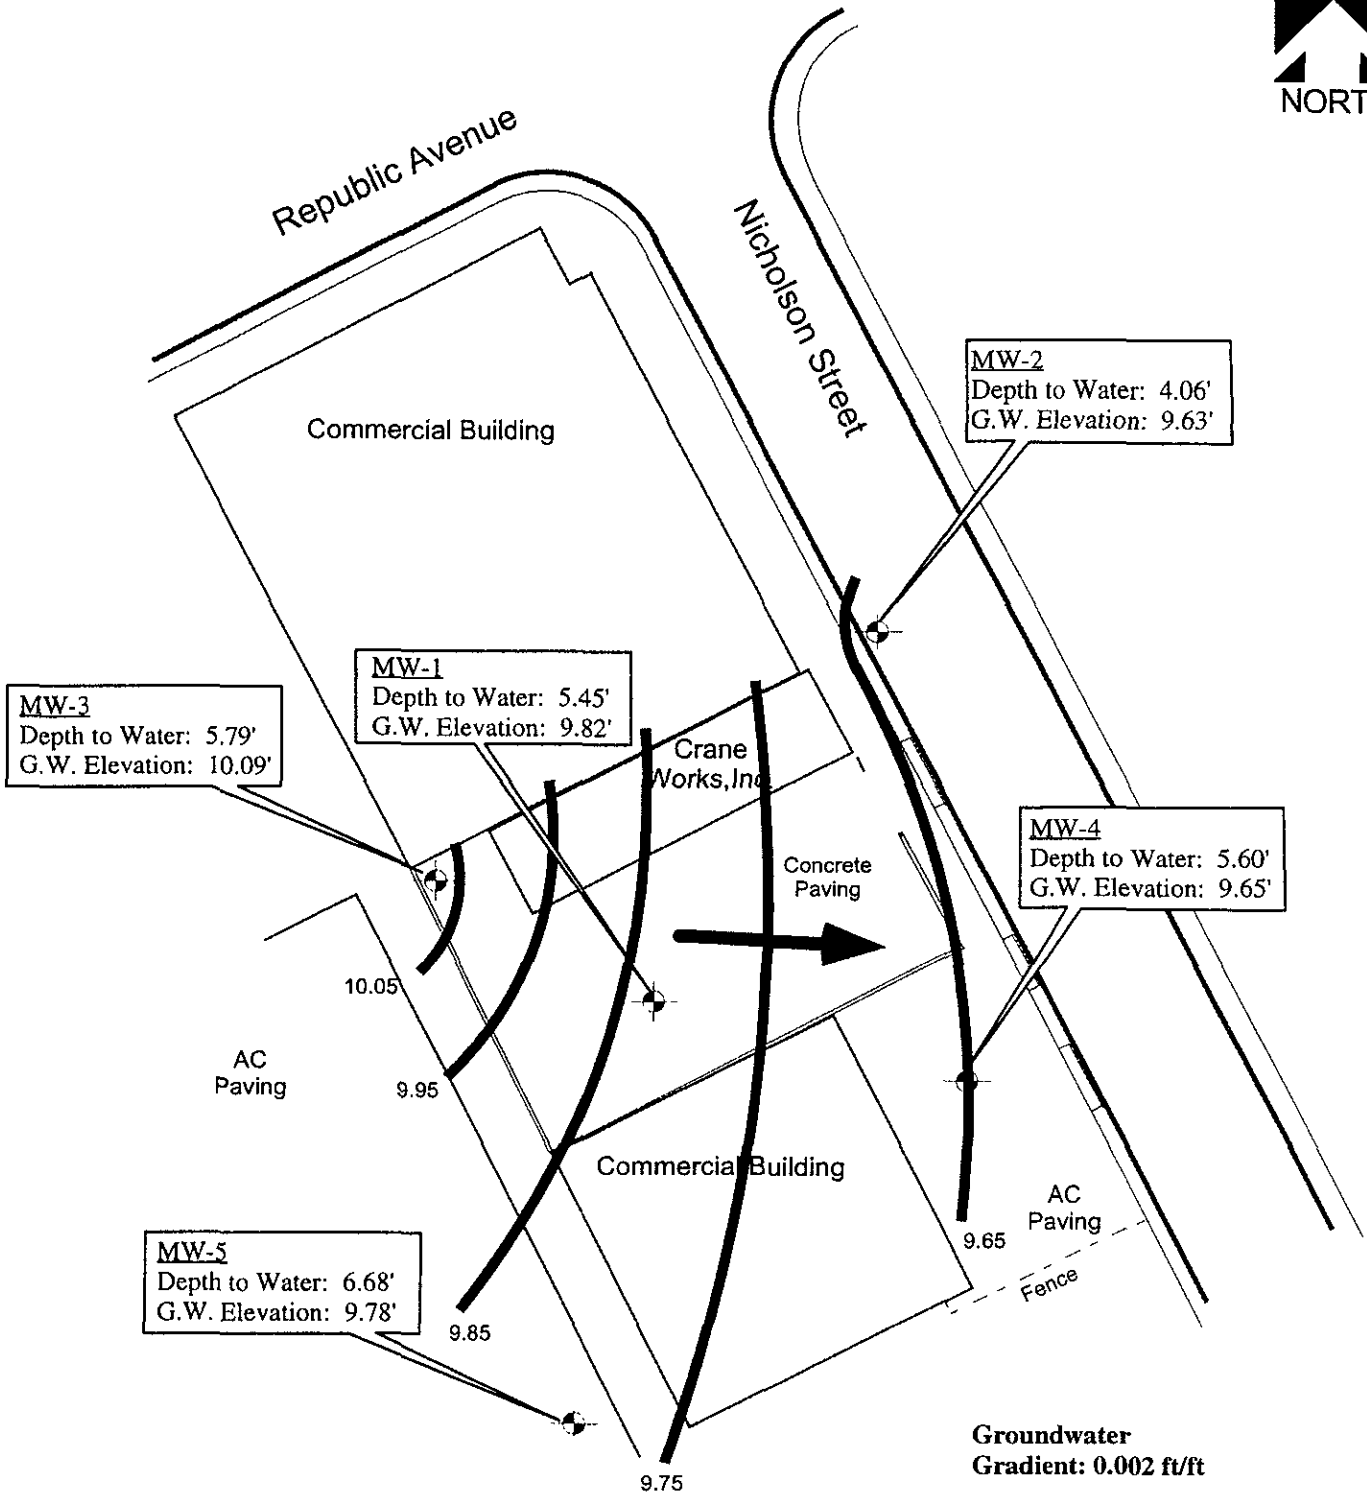 NORT
Republic Avenue
Nicholson Street
MW-2
Depth to Water: 4.06'
G.W. Elevation: 9.63'
Commercial Building
MW-1
Depth to Water: 5.45'
G.W. Elevation: 9.82'
MW-3
Depth to Water: 5.79'
G.W. Elevation: 10.09'
Crane
Works,Inc
MW-4
Depth to Water: 5.60'
G.W. Elevation: 9.65'
Concrete
Paving
10.05
AC
Paving
9.95
Commercial Building
AC
Paving
9.65
Fence
MW-5
Depth to Water: 6.68'
G.W. Elevation: 9.78'
9.85
Groundwater
Gradient: 0.002 ft/ft
9.75